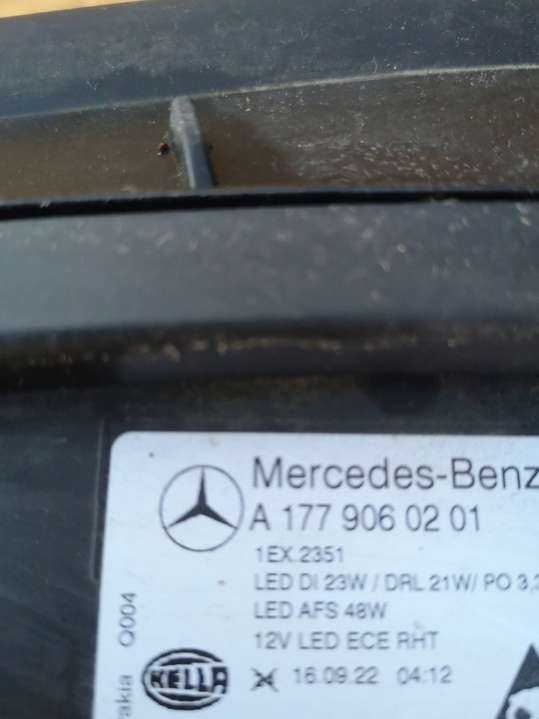 Mercedes-Benz
A 177 906 02 01
1EX.2351
LED DI 23W / DRL 21W/ PO 3,
LED AFS 48W
12V LED ECE RHT
HELLA
16.09.22 04:12
Q004